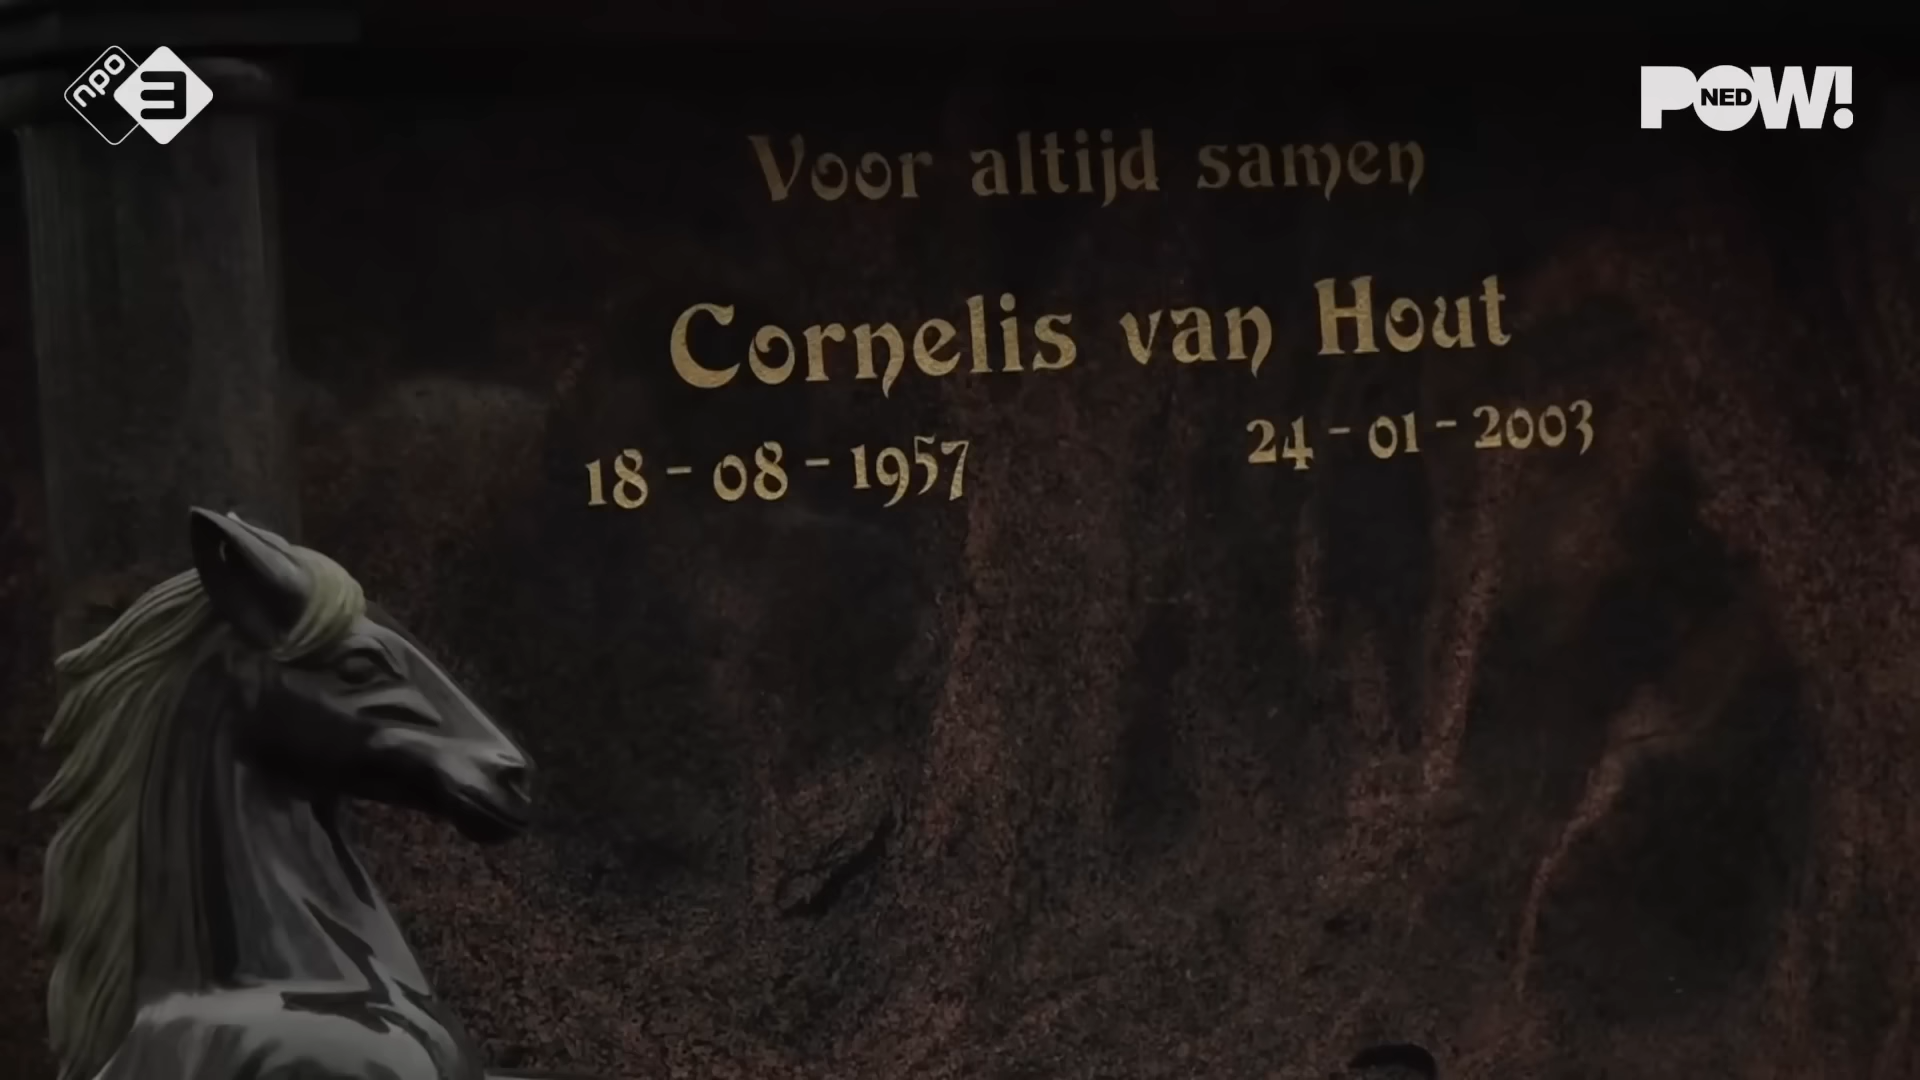 npo 3
POW! NED
Voor altijd samen
Cornelis van Hout
18 - 08 - 1957 24 - 01 - 2003